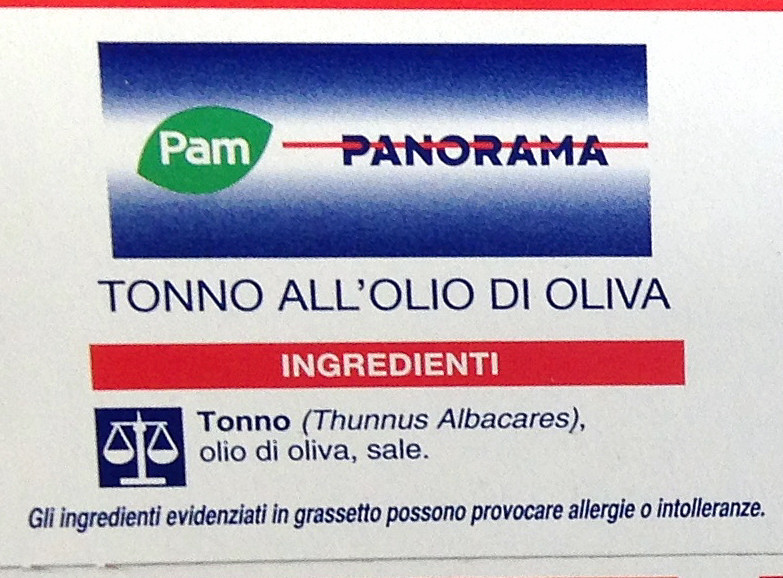 Pam PANORAMA
TONNO ALL'OLIO DI OLIVA
INGREDIENTI
Tonno (Thunnus Albacares),
olio di oliva, sale.
Gli ingredienti evidenziati in grassetto possono provocare allergie o intolleranze.